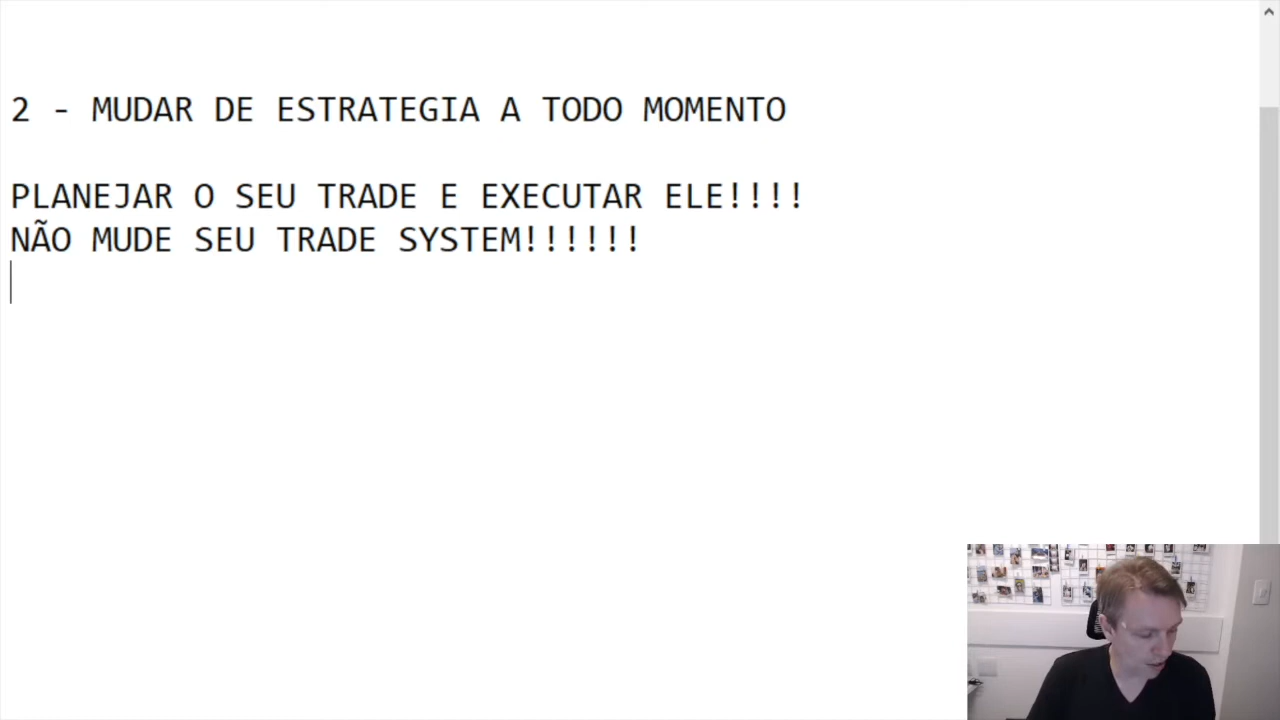 2 - MUDAR DE ESTRATEGIA A TODO MOMENTO
PLANEJAR O SEU TRADE E EXECUTAR ELE!!!!
NÃO MUDE SEU TRADE SYSTEM!!!!!!